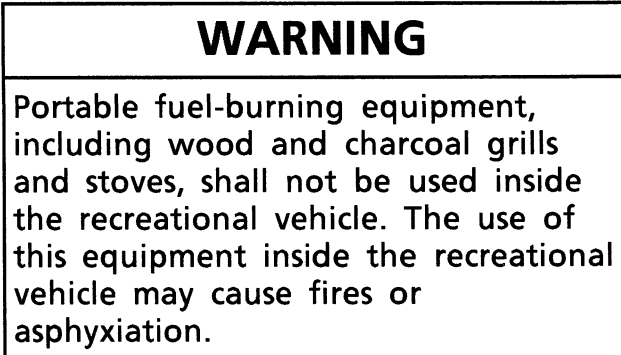 WARNING
Portable fuel-burning equipment,
including wood and charcoal grills
and stoves, shall not be used inside
the recreational vehicle. The use of
this equipment inside the recreational
vehicle may cause fires or
asphyxiation.